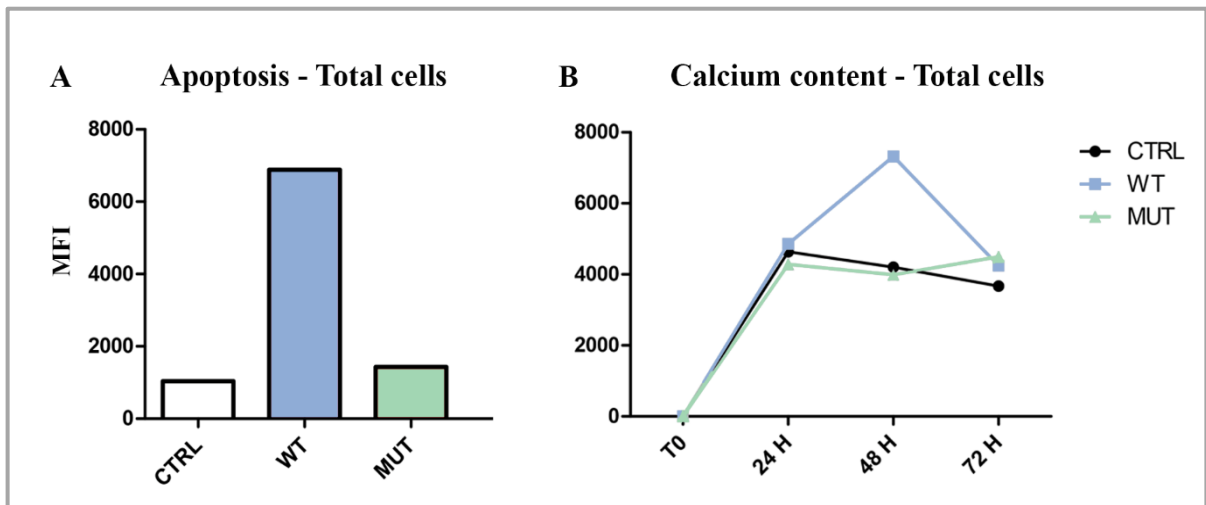 A Apoptosis - Total cells
MFI
8000
6000
4000
2000
0
CTRL
WT
MUT
B Calcium content - Total cells
8000
6000
4000
2000
0
T0
24 H
48 H
72 H
CTRL
WT
MUT